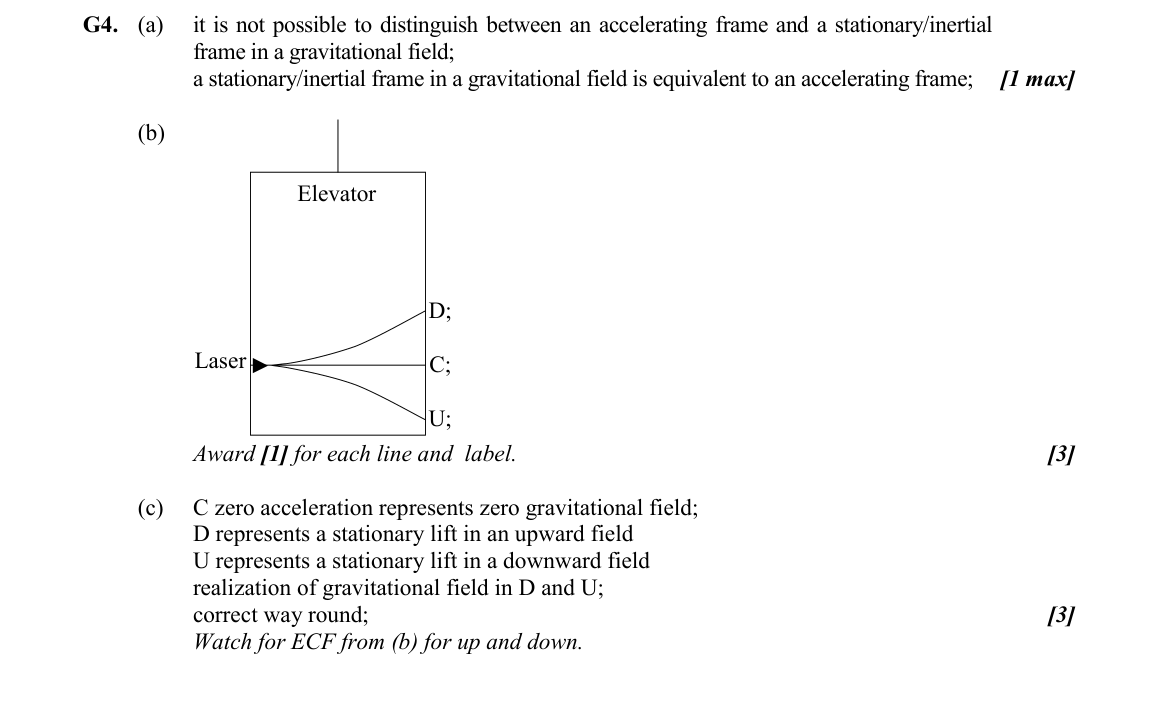 G4. (a) it is not possible to distinguish between an accelerating frame and a stationary/inertial
frame in a gravitational field;
a stationary/inertial frame in a gravitational field is equivalent to an accelerating frame; [1 max]
(b)
Elevator
D;
Laser
C;
U;
Award [1] for each line and label. [3]
(c) C zero acceleration represents zero gravitational field;
D represents a stationary lift in an upward field
U represents a stationary lift in a downward field
realization of gravitational field in D and U;
correct way round; [3]
Watch for ECF from (b) for up and down.